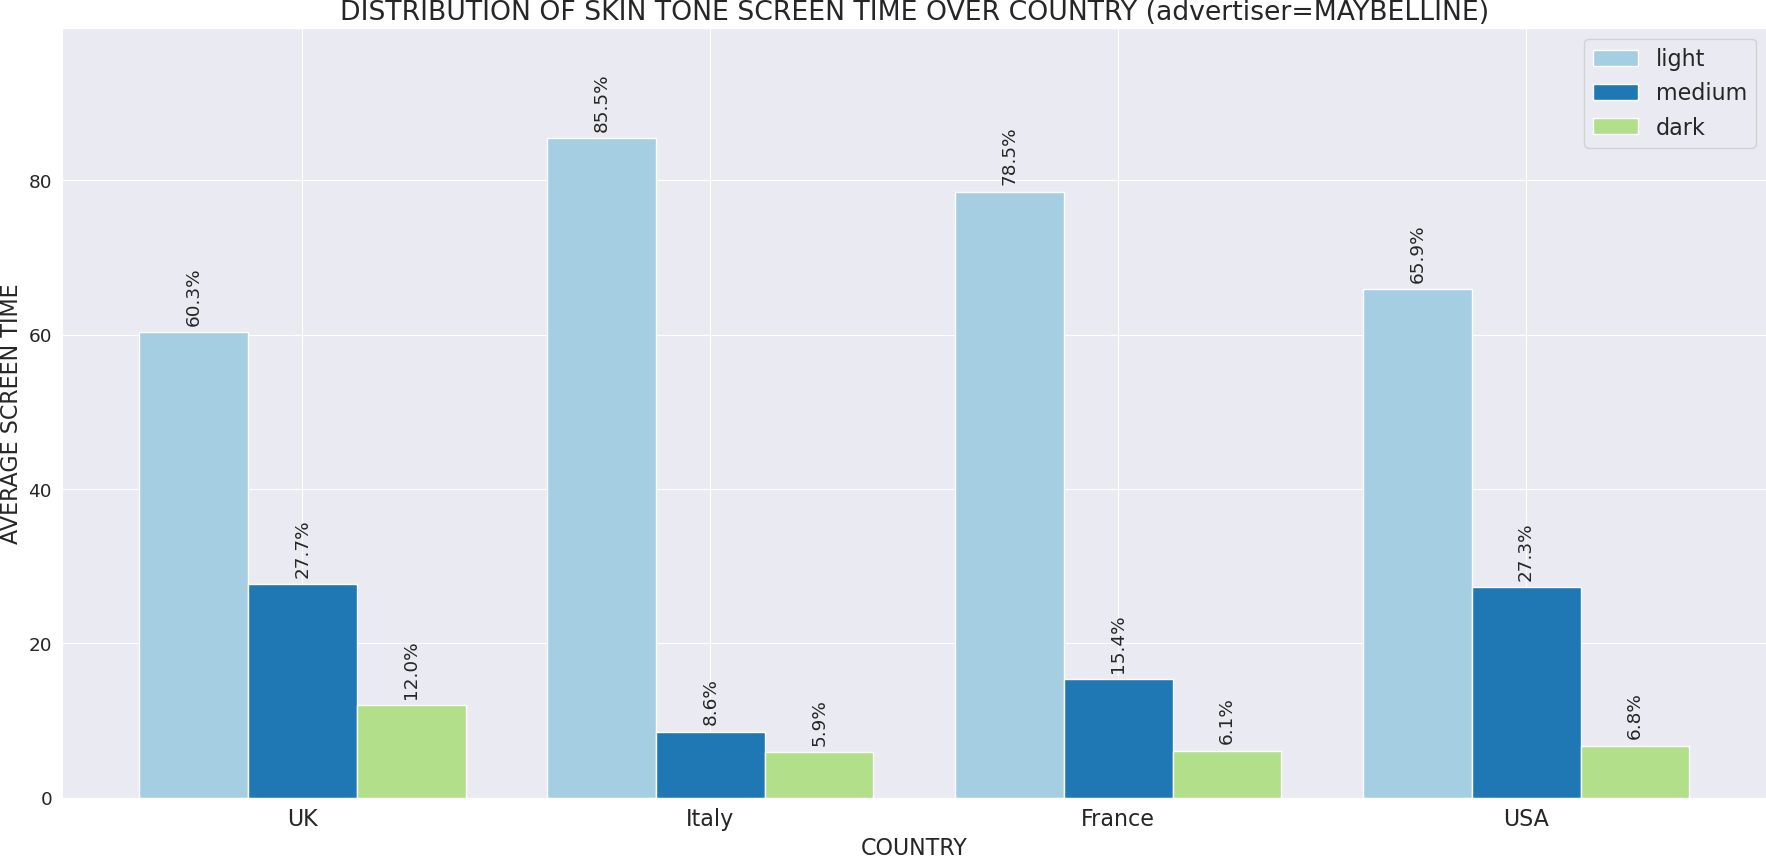 DISTRIBUTION OF SKIN TONE SCREEN TIME OVER COUNTRY (advertiser=MAYBELLINE)
light
medium
dark
AVERAGE SCREEN TIME
80
60
40
20
0
60.3%
27.7%
12.0%
85.5%
8.6%
5.9%
78.5%
15.4%
6.1%
65.9%
27.3%
6.8%
UK
Italy
France
USA
COUNTRY